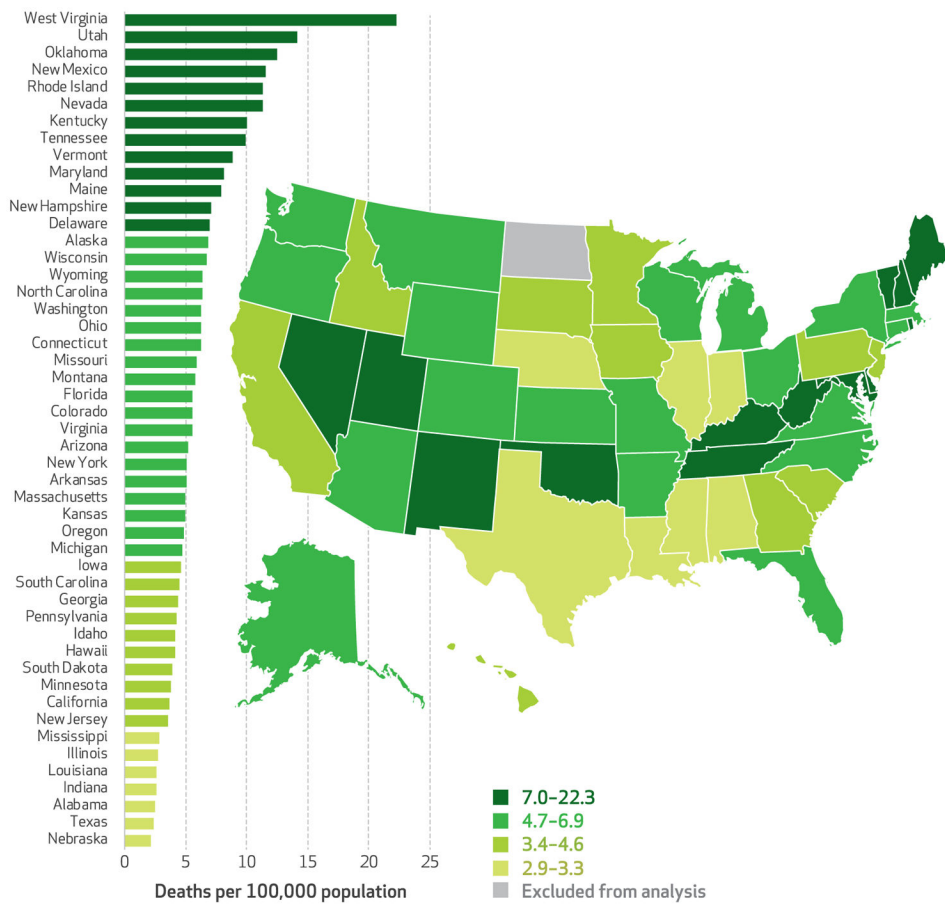 West Virginia
Utah
Oklahoma
New Mexico
Rhode Island
Nevada
Kentucky
Tennessee
Vermont
Maryland
Maine
New Hampshire
Delaware
Alaska
Wisconsin
Wyoming
North Carolina
Washington
Ohio
Connecticut
Missouri
Montana
Florida
Colorado
Virginia
Arizona
New York
Arkansas
Massachusetts
Kansas
Oregon
Michigan
Iowa
South Carolina
Georgia
Pennsylvania
Idaho
Hawaii
South Dakota
Minnesota
California
New Jersey
Mississippi
Illinois
Louisiana
Indiana
Alabama
Texas
Nebraska
0 5 10 15 20 25
Deaths per 100,000 population
7.0–22.3
4.7–6.9
3.4–4.6
2.9–3.3
Excluded from analysis